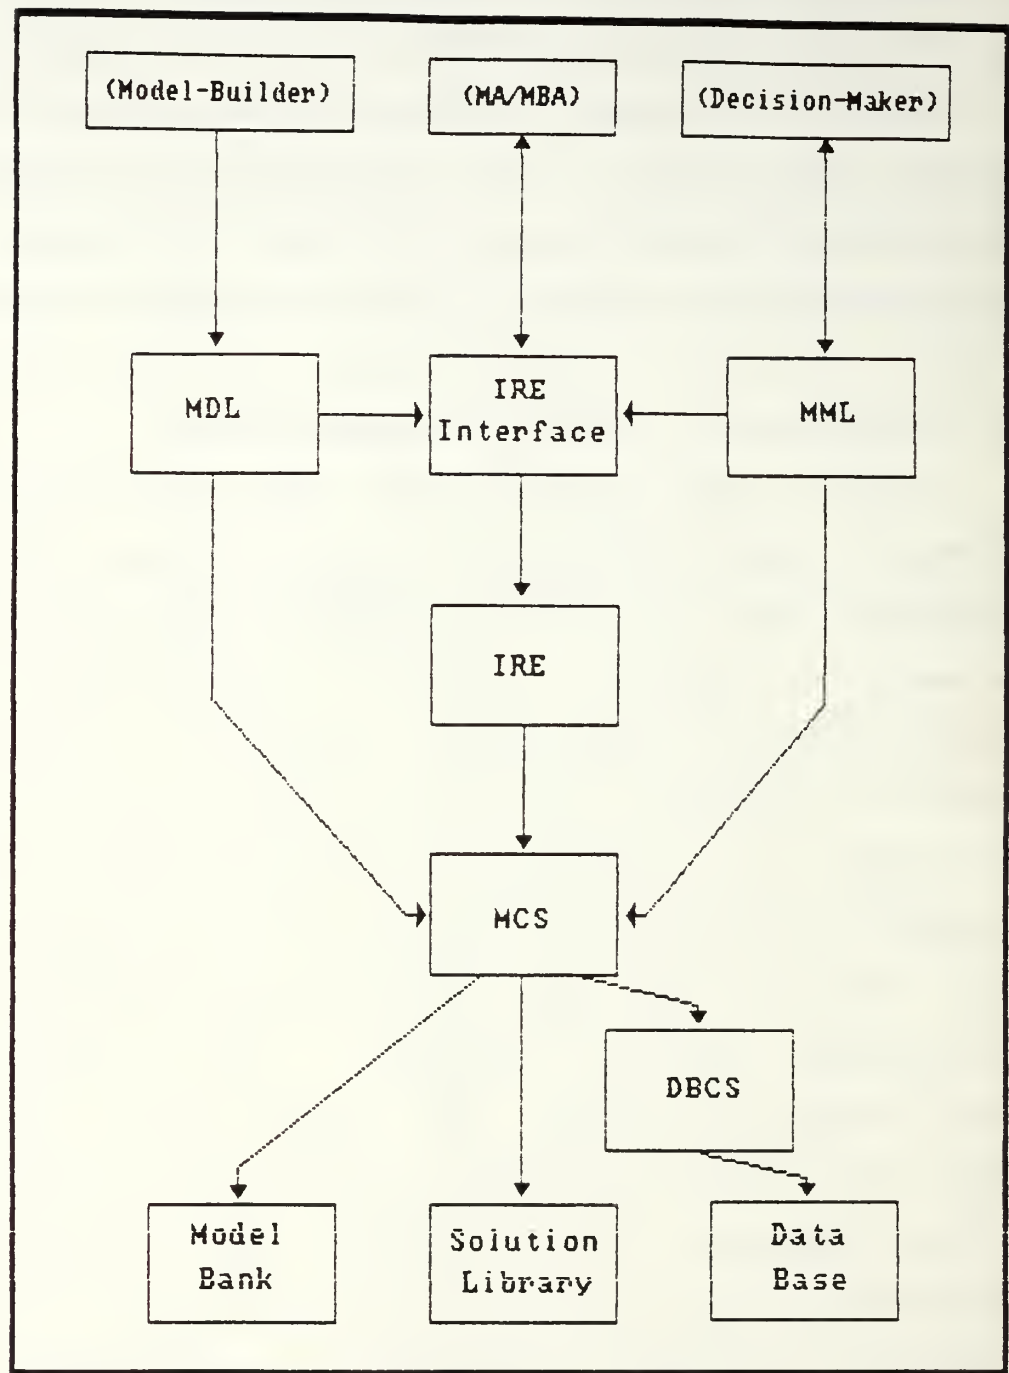 (Model-Builder)
(MA/MBA)
(Decision-Maker)
MDL
IRE
Interface
MML
IRE
MCS
DBCS
Model
Bank
Solution
Library
Data
Base